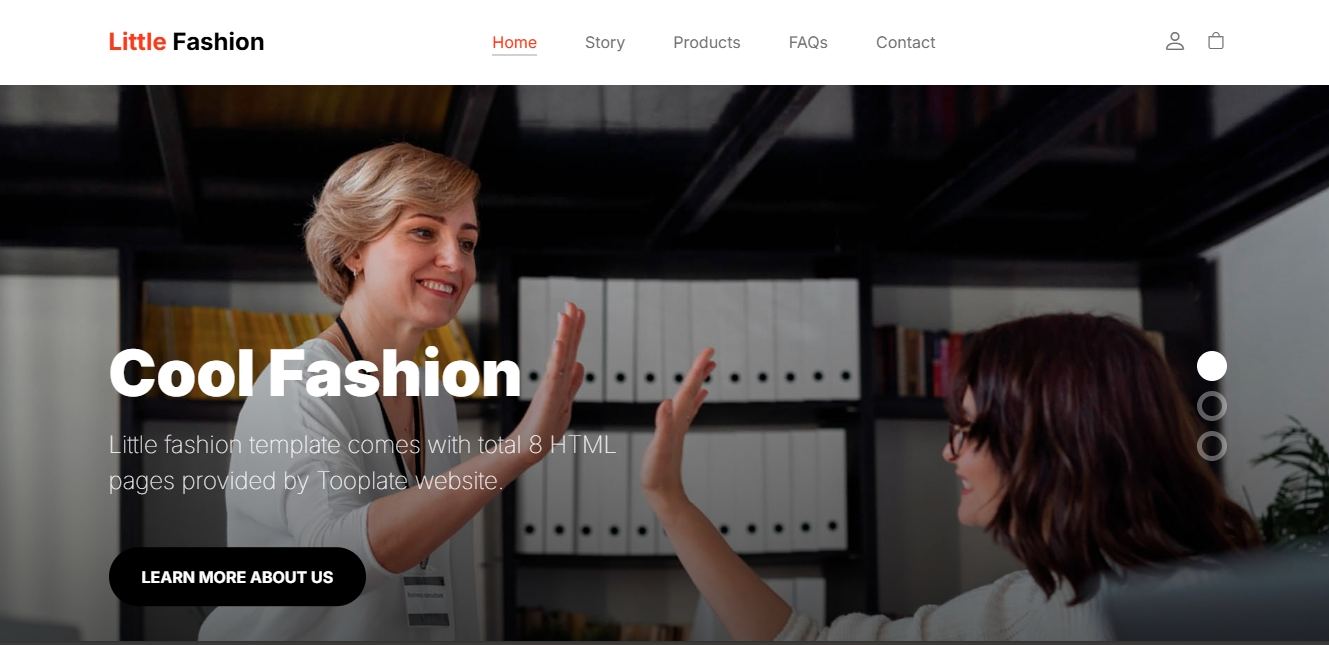 Little Fashion
Home Story Products FAQs Contact
Cool Fashion
Little fashion template comes with total 8 HTML
pages provided by Tooplate website.
LEARN MORE ABOUT US